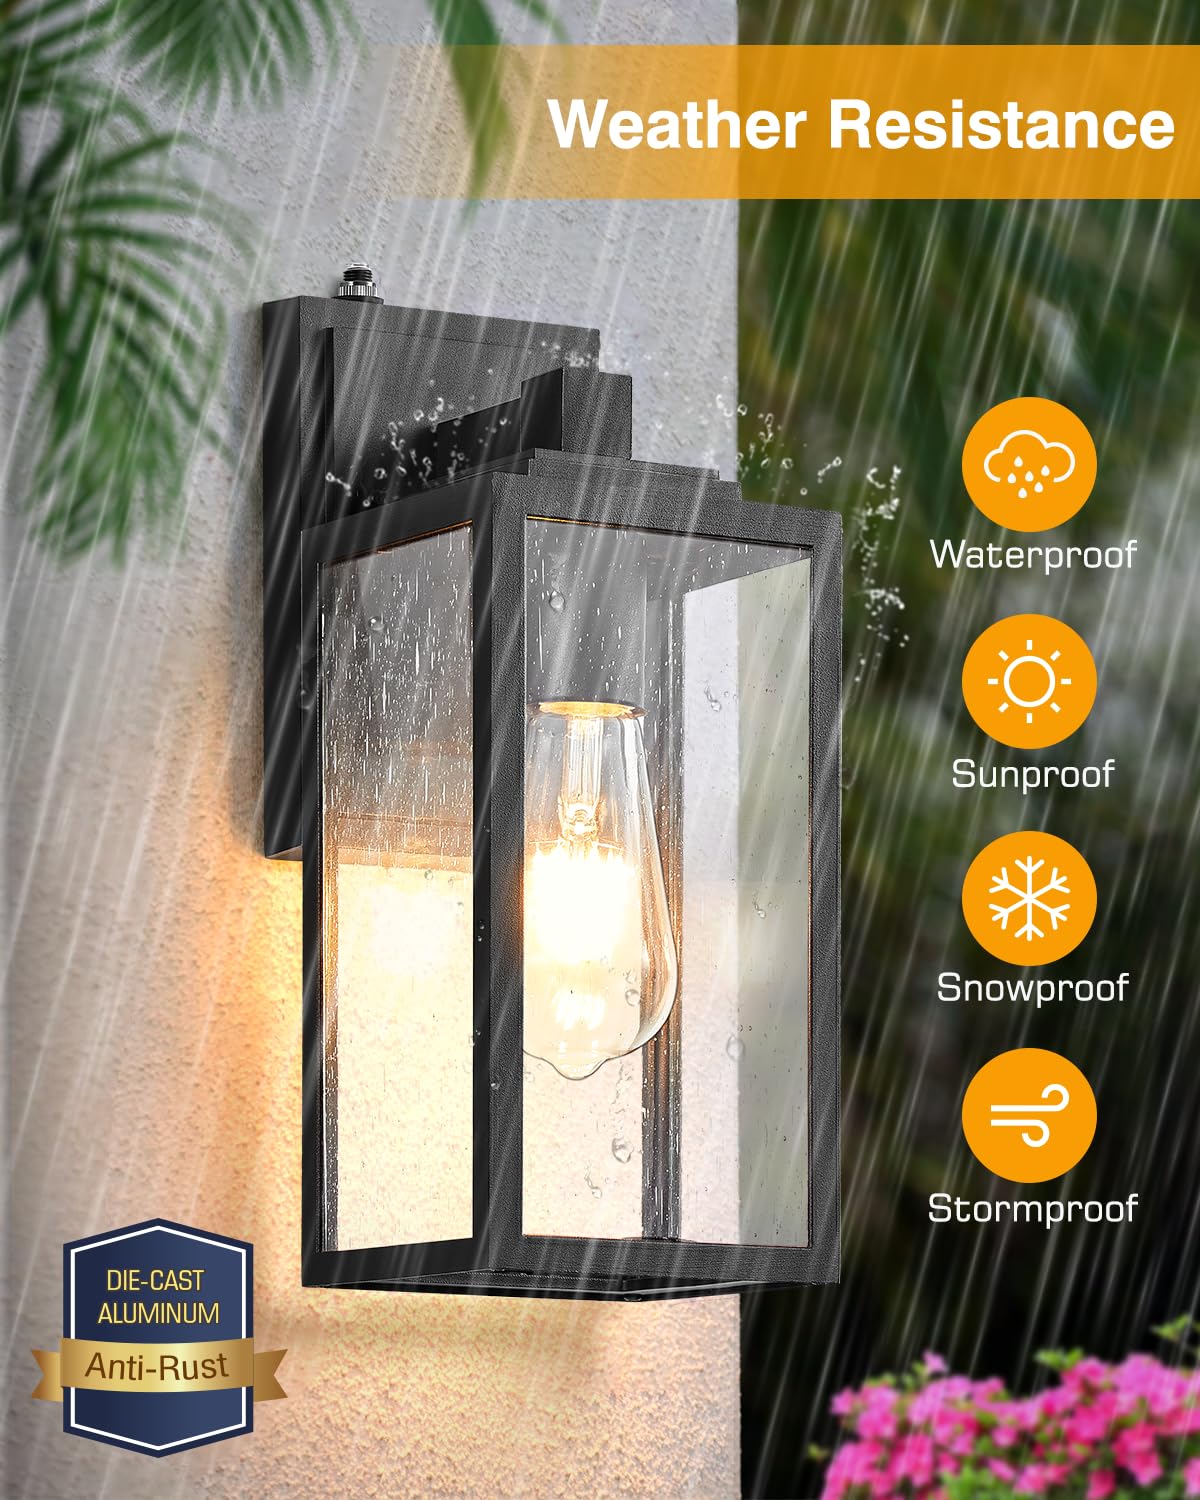 Weather Resistance
Waterproof
Sunproof
Snowproof
Stormproof
DIE-CAST
ALUMINUM
Anti-Rust